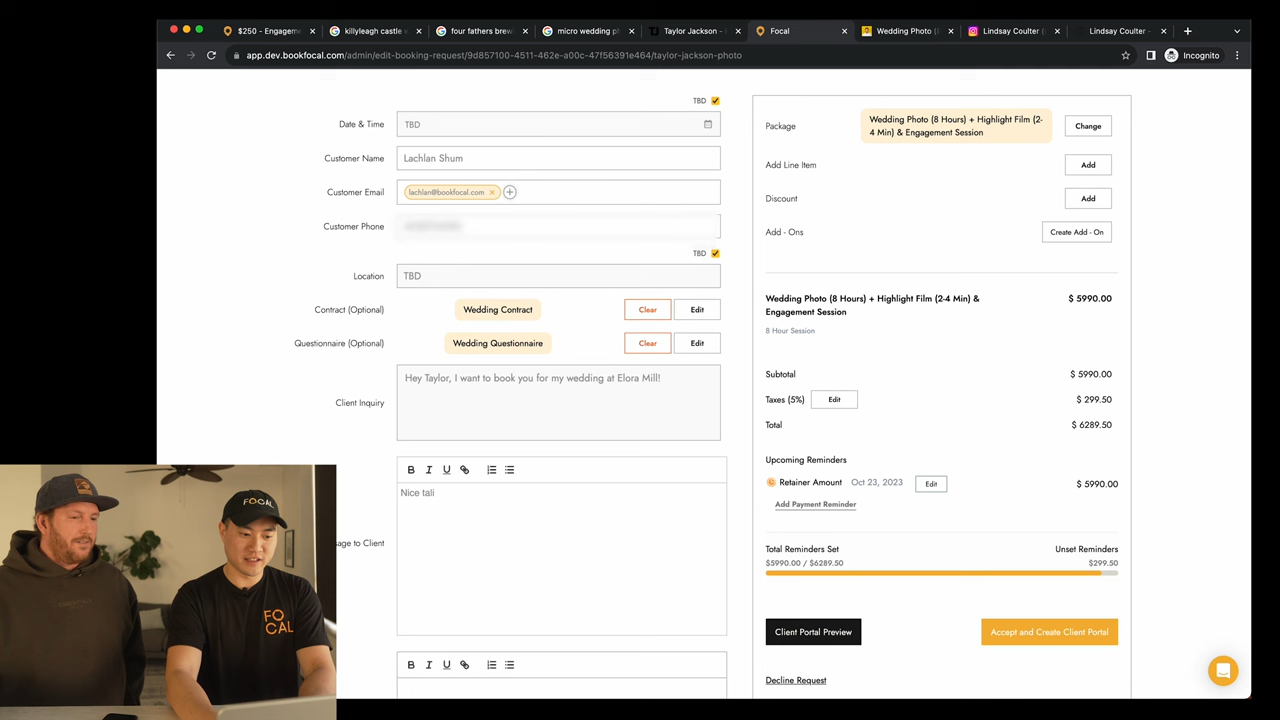 $250 - Engagem
killyleagh castle w
four fathers brew
micro wedding ph
Taylor Jackson -
Focal
Wedding Photo (
Lindsay Coulter (
Lindsay Coulter -
app.dev.bookfocal.com/admin/edit-booking-request/9d857100-4511-462e-a00c-47f56391e464/taylor-jackson-photo
Incognito
TBD
Date & Time
TBD
Customer Name
Lachlan Shum
Customer Email
lachlan@bookfocal.com
Customer Phone
TBD
Location
TBD
Contract (Optional)
Wedding Contract
Clear
Edit
Questionnaire (Optional)
Wedding Questionnaire
Clear
Edit
Client Inquiry
Hey Taylor, I want to book you for my wedding at Elora Mill!
B I U
Nice tali
sage to Client
B I U
Package
Wedding Photo (8 Hours) + Highlight Film (2-
4 Min) & Engagement Session
Change
Add Line Item
Add
Discount
Add
Add - Ons
Create Add - On
Wedding Photo (8 Hours) + Highlight Film (2-4 Min) &
Engagement Session
$ 5990.00
8 Hour Session
Subtotal
$ 5990.00
Taxes (5%)
Edit
$ 299.50
Total
$ 6289.50
Upcoming Reminders
Retainer Amount
Oct 23, 2023
Edit
$ 5990.00
Add Payment Reminder
Total Reminders Set
Unset Reminders
$5990.00 / $6289.50
$299.50
Client Portal Preview
Accept and Create Client Portal
Decline Request
FOCAL
FO
CAL